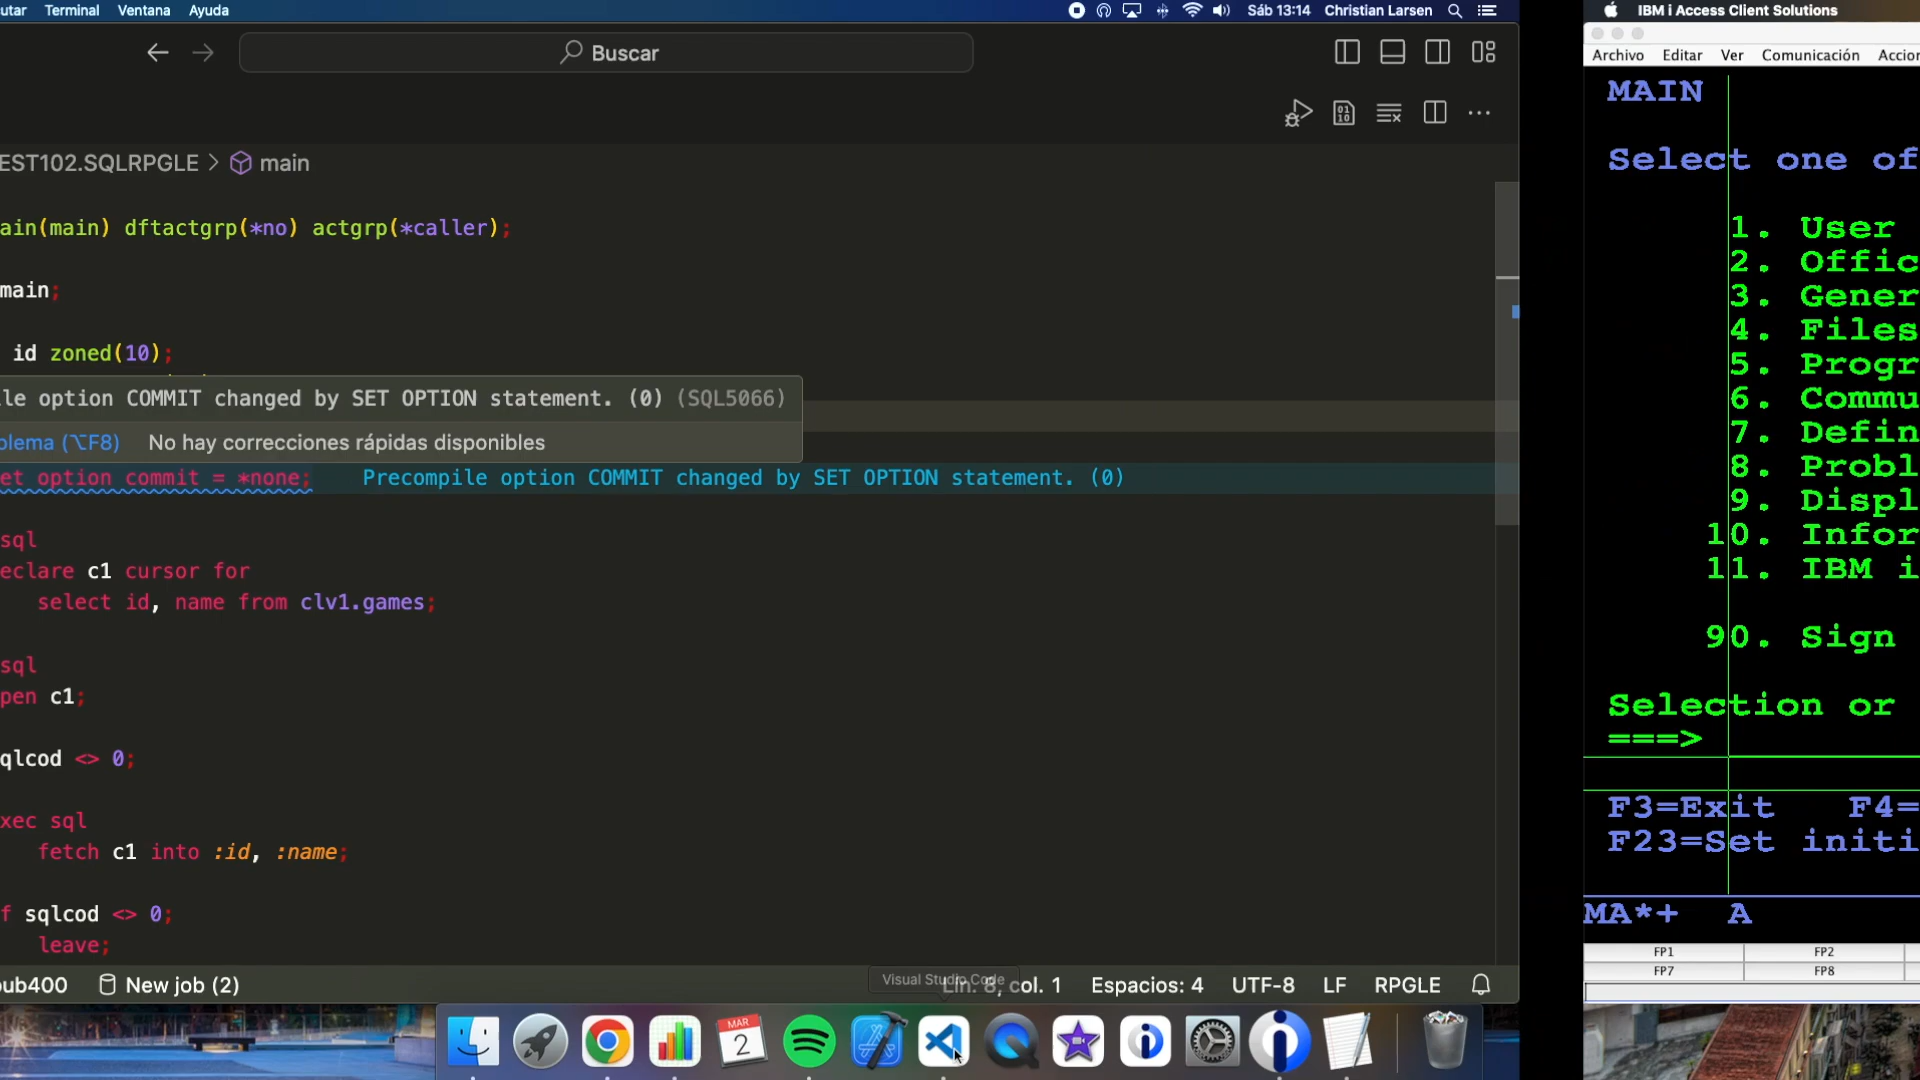 utar Terminal Ventana Ayuda
Sáb 13:14 Christian Larsen
Buscar
EST102.SQLRPGLE > main
ain(main) dftactgrp(*no) actgrp(*caller);
main;
id zoned(10);
le option COMMIT changed by SET OPTION statement. (0) (SQL5066)
blema (⌥F8) No hay correcciones rápidas disponibles
et option commit = *none; Precompile option COMMIT changed by SET OPTION statement. (0)
sql
eclare c1 cursor for
select id, name from clv1.games;
sql
pen c1;
qlcod <> 0;
xec sql
fetch c1 into :id, :name;
f sqlcod <> 0;
leave;
ub400 New job (2)
Visual Studio Code
Lín. 8, col. 1 Espacios: 4 UTF-8 LF RPGLE
MAR
2
IBM i Access Client Solutions
Archivo Editar Ver Comunicación Accion
MAIN
Select one of
1. User
2. Offic
3. Gener
4. Files
5. Progr
6. Commu
7. Defin
8. Probl
9. Displ
10. Infor
11. IBM i
90. Sign
Selection or
===>
F3=Exit F4=
F23=Set initi
MA*+ A
FP1 FP2
FP7 FP8